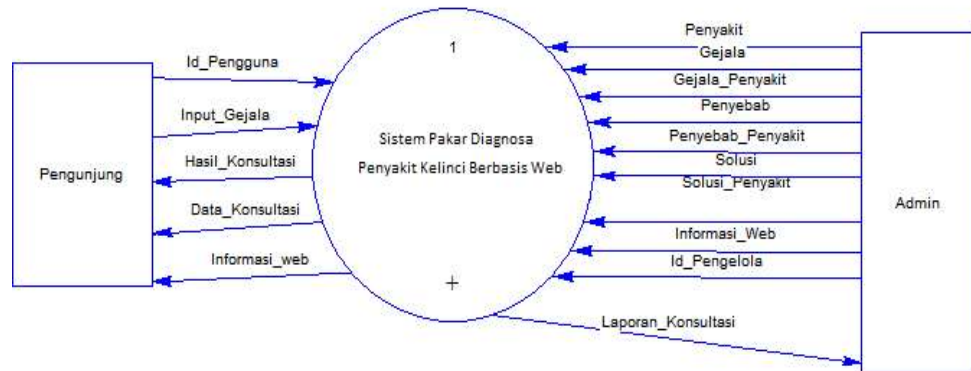 Pengunjung
Id_Pengguna
Input_Gejala
Hasil_Konsultasi
Data_Konsultasi
Informasi_web
1
Sistem Pakar Diagnosa
Penyakit Kelinci Berbasis Web
+
Penyakit
Gejala
Gejala_Penyakit
Penyebab
Penyebab_Penyakit
Solusi
Solusi_Penyakit
Informasi_Web
Id_Pengelola
Laporan_Konsultasi
Admin